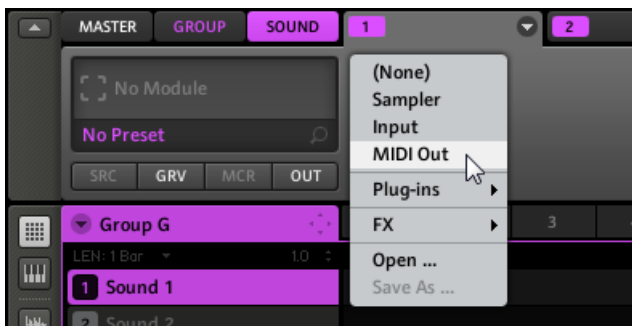 MASTER GROUP SOUND 1 2
No Module
No Preset
SRC GRV MCR OUT
(None)
Sampler
Input
MIDI Out
Plug-ins
FX
Open ...
Save As ...
Group G
3
LEN: 1 Bar 1.0
1 Sound 1
2 Sound 2